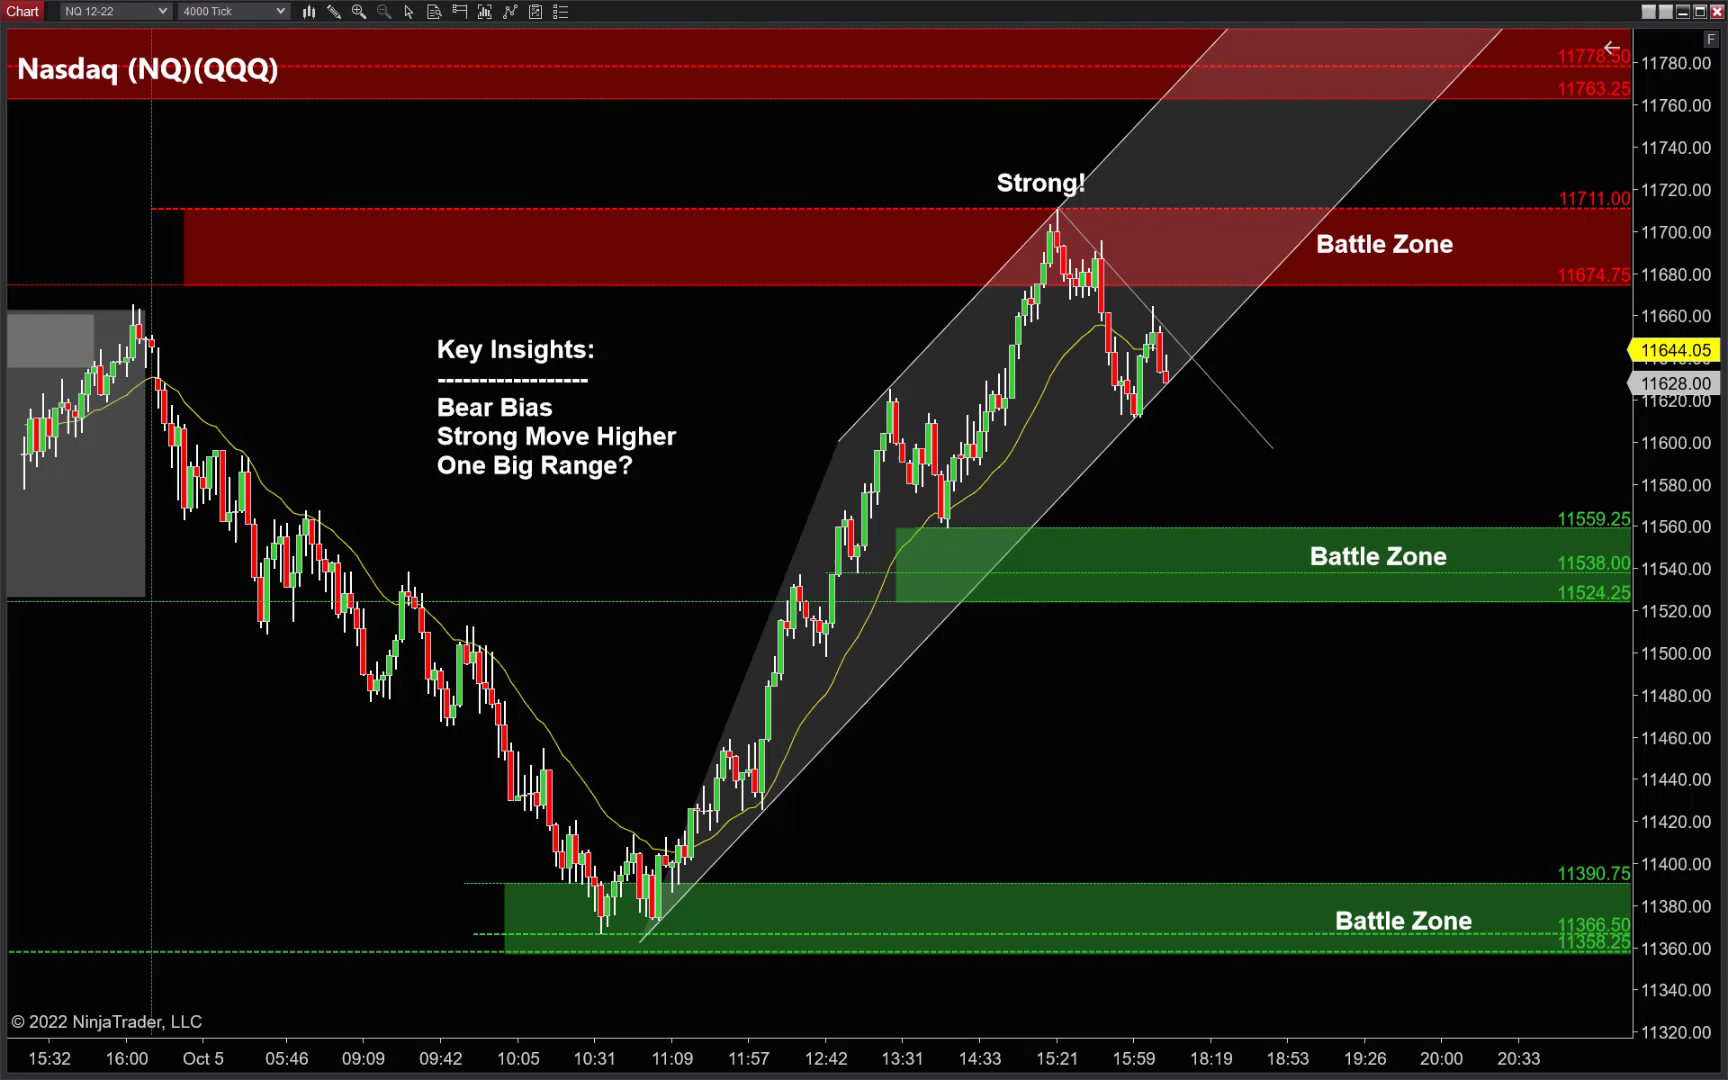 Chart
NQ 12-22
4000 Tick
F
Nasdaq (NQ)(QQQ)
11778.50
11763.25
Strong!
11711.00
Battle Zone
11674.75
Key Insights:
------------------
Bear Bias
Strong Move Higher
One Big Range?
11559.25
Battle Zone
11538.00
11524.25
11390.75
Battle Zone
11366.50
11358.25
11780.00
11760.00
11740.00
11720.00
11700.00
11680.00
11660.00
11644.05
11628.00
11620.00
11600.00
11580.00
11560.00
11540.00
11520.00
11500.00
11480.00
11460.00
11440.00
11420.00
11400.00
11380.00
11360.00
11340.00
11320.00
© 2022 NinjaTrader, LLC
15:32 16:00 Oct 5 05:46 09:09 09:42 10:05 10:31 11:09 11:57 12:42 13:31 14:33 15:21 15:59 18:19 18:53 19:26 20:00 20:33